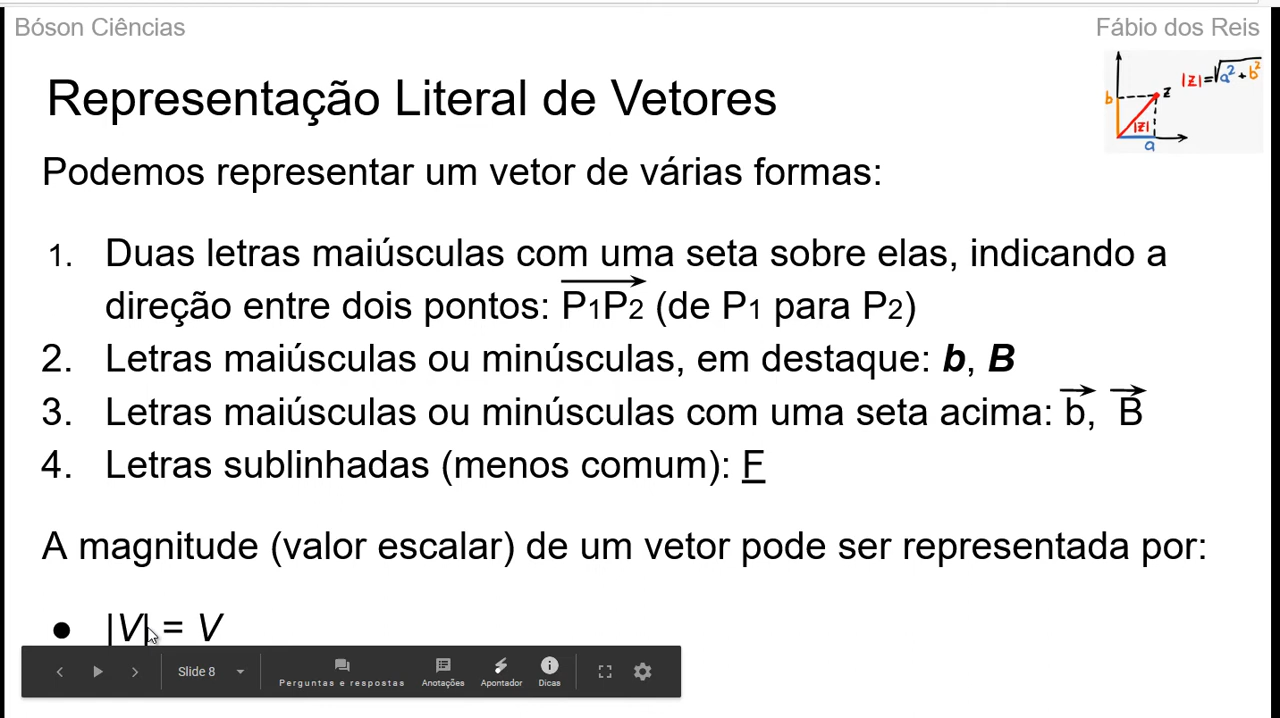 Bóson Ciências
Fábio dos Reis
|z|=√a²+b²
b
z
|z|
a
Representação Literal de Vetores
Podemos representar um vetor de várias formas:
1. Duas letras maiúsculas com uma seta sobre elas, indicando a
direção entre dois pontos: P1P2 (de P1 para P2)
2. Letras maiúsculas ou minúsculas, em destaque: b, B
3. Letras maiúsculas ou minúsculas com uma seta acima: b, B
4. Letras sublinhadas (menos comum): F
A magnitude (valor escalar) de um vetor pode ser representada por:
● |V| = V
Slide 8
Perguntas e respostas
Anotações
Apontador
Dicas